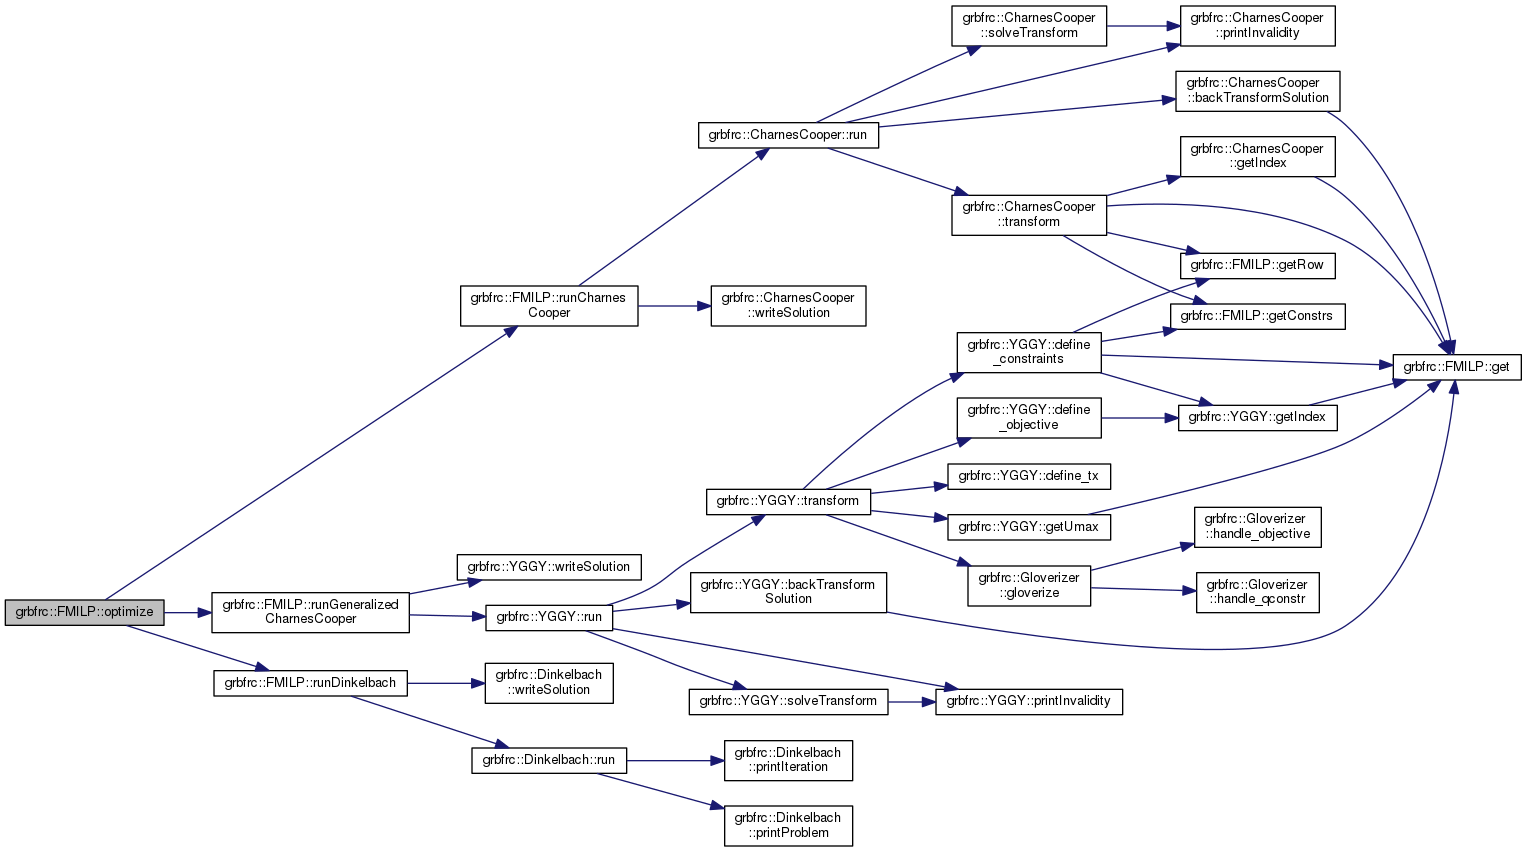 grbfrc::CharnesCooper
::solveTransform
grbfrc::CharnesCooper
::printInvalidity
grbfrc::CharnesCooper
::backTransformSolution
grbfrc::CharnesCooper::run
grbfrc::CharnesCooper
::getIndex
grbfrc::CharnesCooper
::transform
grbfrc::FMILP::getRow
grbfrc::FMILP::runCharnes
Cooper
grbfrc::CharnesCooper
::writeSolution
grbfrc::FMILP::getConstrs
grbfrc::YGGY::define
_constraints
grbfrc::FMILP::get
grbfrc::YGGY::define
_objective
grbfrc::YGGY::getIndex
grbfrc::YGGY::define_tx
grbfrc::YGGY::transform
grbfrc::YGGY::getUmax
grbfrc::Gloverizer
::handle_objective
grbfrc::YGGY::writeSolution
grbfrc::Gloverizer
::gloverize
grbfrc::YGGY::backTransform
Solution
grbfrc::Gloverizer
::handle_qconstr
grbfrc::FMILP::optimize
grbfrc::FMILP::runGeneralized
CharnesCooper
grbfrc::YGGY::run
grbfrc::FMILP::runDinkelbach
grbfrc::Dinkelbach
::writeSolution
grbfrc::YGGY::solveTransform
grbfrc::YGGY::printInvalidity
grbfrc::Dinkelbach::run
grbfrc::Dinkelbach
::printIteration
grbfrc::Dinkelbach
::printProblem